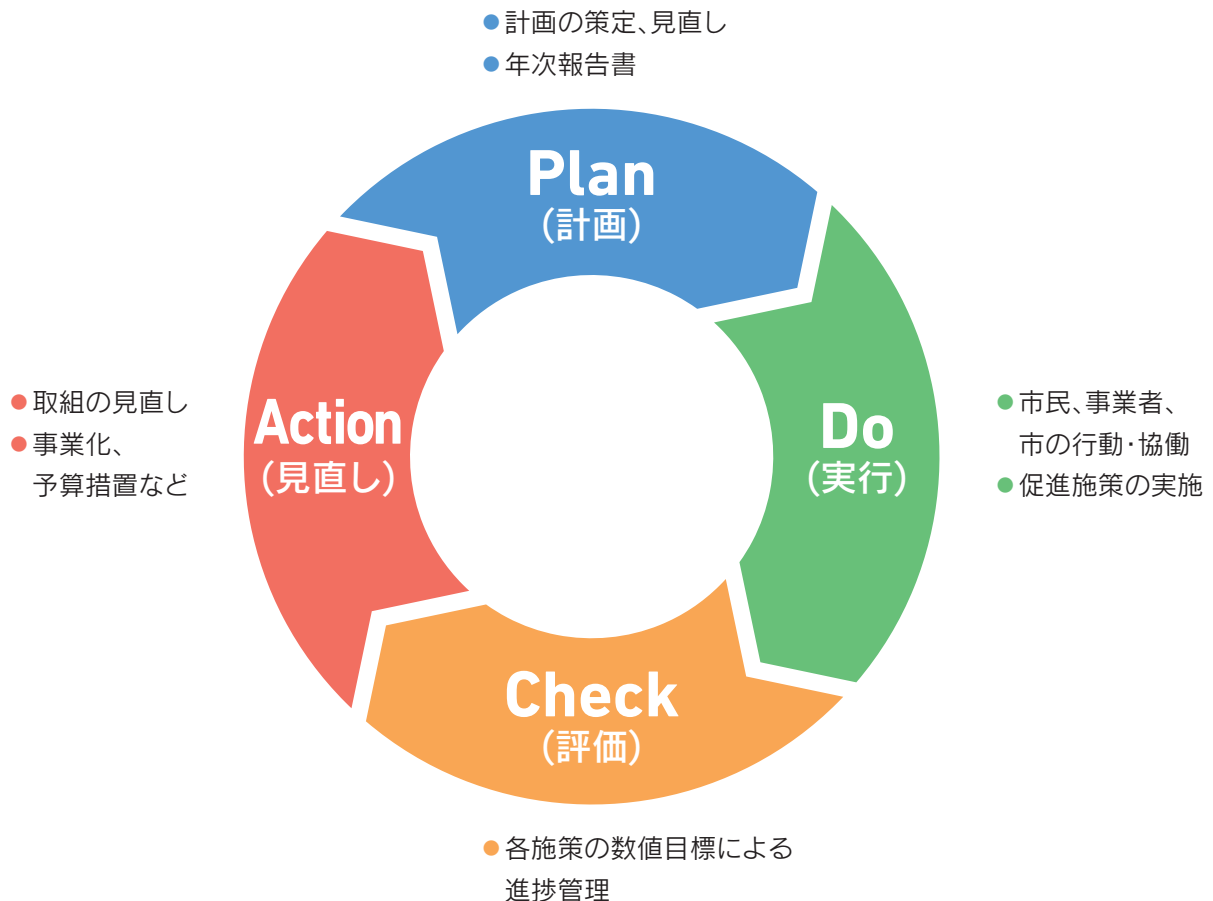 ●計画の策定、見直し
●年次報告書
Plan
(計画)
Do
(実行)
●市民、事業者、
市の行動・協働
●促進施策の実施
Check
(評価)
●各施策の数値目標による
進捗管理
Action
(見直し)
●取組の見直し
●事業化、
予算措置など